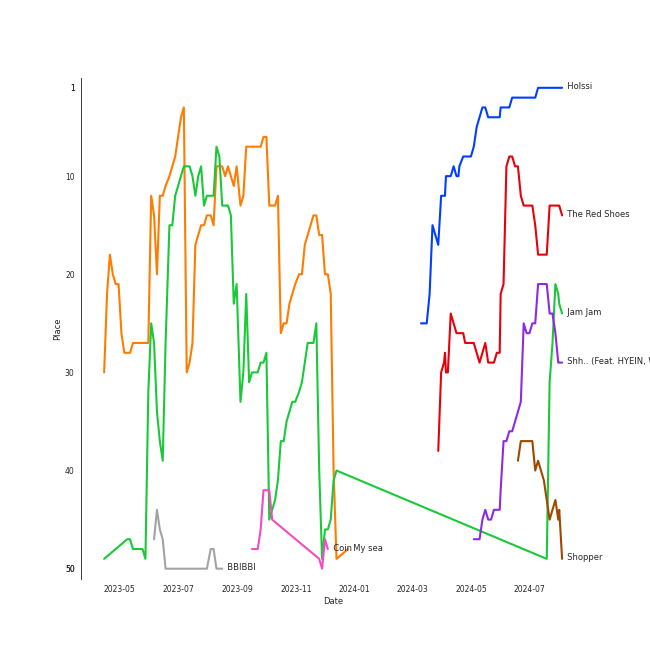 1
Holssi
10
The Red Shoes
20
Jam Jam
Place
Shh.. (Feat. HYEIN,
30
40
Coin My sea
Shopper
50
BBIBBI
2023-05 2023-07 2023-09 2023-11 2024-01 2024-03 2024-05 2024-07
Date